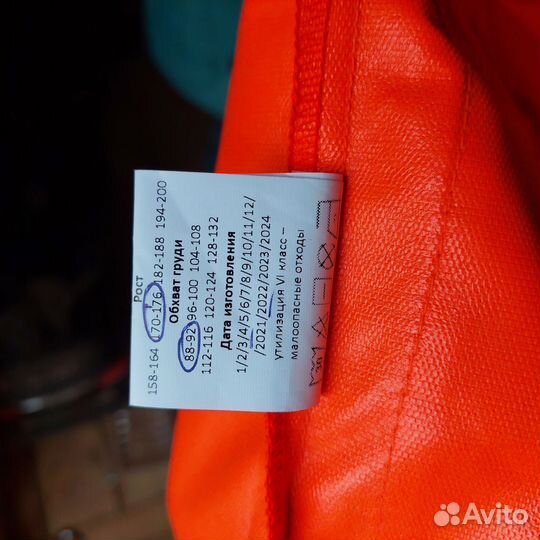 Рост
158-164 170-176 182-188 194-200
Обхват груди
88-92 96-100 104-108
112-116 120-124 128-132
Дата изготовления
1/2/3/4/5/6/7/8/9/10/11/12/
/2021/2022/2023/2024
утилизация VI класс –
малоопасные отходы
Avito